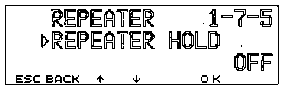 REPEATER 1-7-5
▷REPEATER HOLD
OFF
ESC BACK ↑ ↓ OK